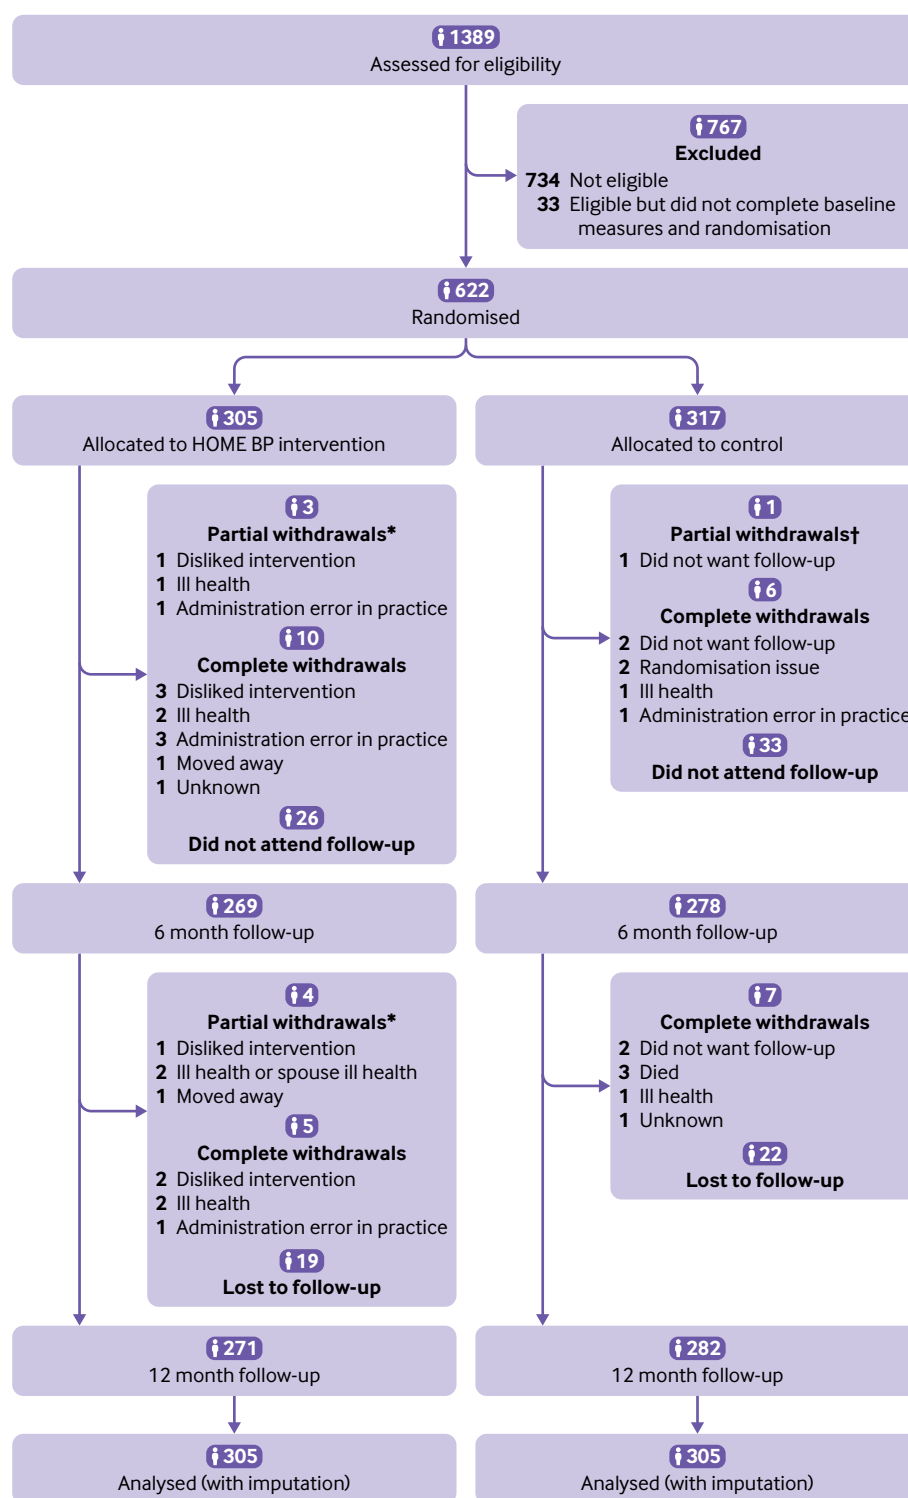 1389
Assessed for eligibility
767
Excluded
734 Not eligible
33 Eligible but did not complete baseline
measures and randomisation
622
Randomised
305
Allocated to HOME BP intervention
3
Partial withdrawals*
1 Disliked intervention
1 Ill health
1 Administration error in practice
10
Complete withdrawals
3 Disliked intervention
2 Ill health
3 Administration error in practice
1 Moved away
1 Unknown
26
Did not attend follow-up
269
6 month follow-up
4
Partial withdrawals*
1 Disliked intervention
2 Ill health or spouse ill health
1 Moved away
5
Complete withdrawals
2 Disliked intervention
2 Ill health
1 Administration error in practice
19
Lost to follow-up
271
12 month follow-up
305
Analysed (with imputation)
317
Allocated to control
1
Partial withdrawals†
1 Did not want follow-up
6
Complete withdrawals
2 Did not want follow-up
2 Randomisation issue
1 Ill health
1 Administration error in practice
33
Did not attend follow-up
278
6 month follow-up
7
Complete withdrawals
2 Did not want follow-up
3 Died
1 Ill health
1 Unknown
22
Lost to follow-up
282
12 month follow-up
305
Analysed (with imputation)